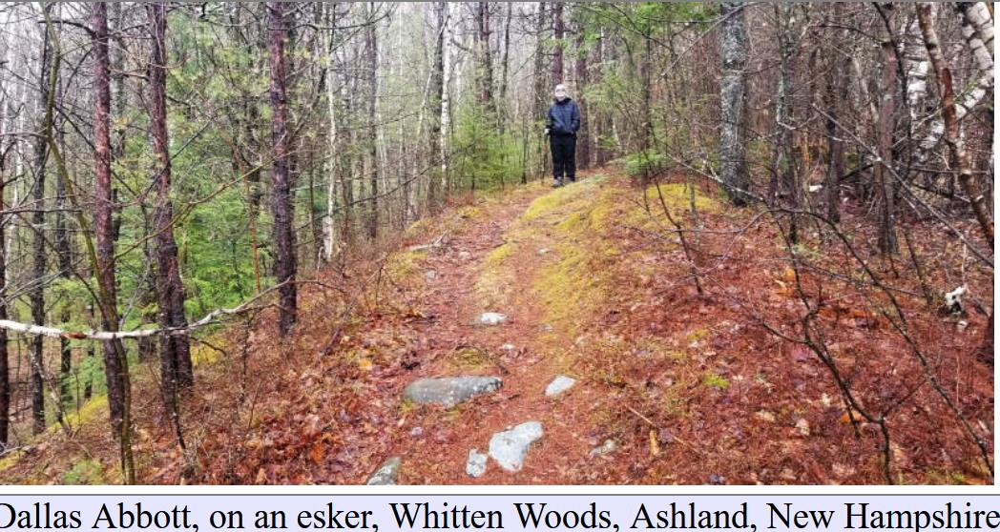 Dallas Abbott, on an esker, Whitten Woods, Ashland, New Hampshire